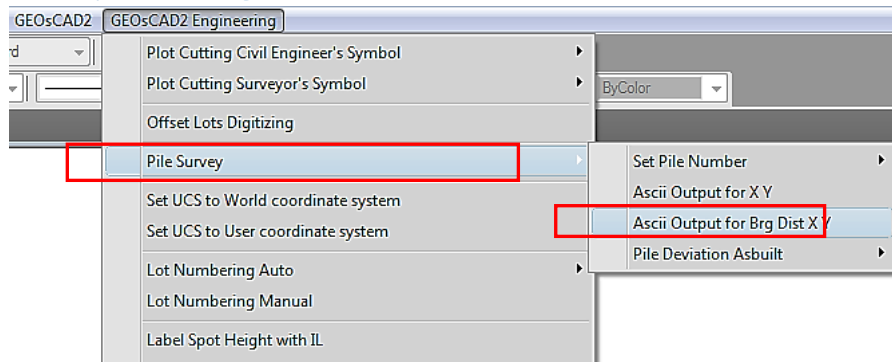 GEOsCAD2 GEOsCAD2 Engineering
rd
Plot Cutting Civil Engineer's Symbol
Plot Cutting Surveyor's Symbol
ByColor
Offset Lots Digitizing
Pile Survey
Set Pile Number
Ascii Output for X Y
Ascii Output for Brg Dist X Y
Pile Deviation Asbuilt
Set UCS to World coordinate system
Set UCS to User coordinate system
Lot Numbering Auto
Lot Numbering Manual
Label Spot Height with IL